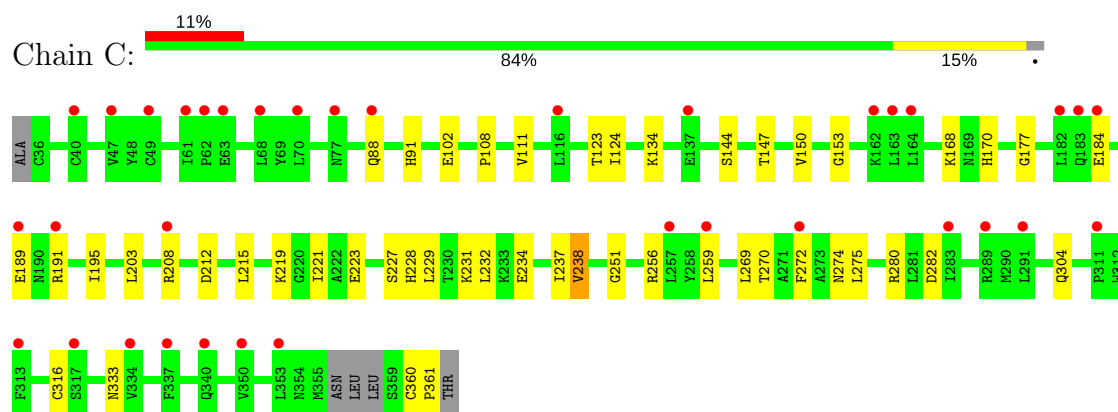 11%
Chain C:
84% 15% •
ALA C36 C40 V47 Y48 C49 I61 P62 E63 L68 Y69 L70 N77 Q88 H91 E102 P108 V111 L116 T123 I124 K134 E137 S144 T147 V150 G153 K162 L163 L164 K168 N169 H170 G177 L182 Q183 E184
E189 N190 R191 I195 L203 R208 D212 L215 K219 G220 I221 A222 E223 S227 H228 L229 T230 K231 L232 K233 E234 I237 V238 G251 R256 L257 Y258 L259 L269 T270 A271 F272 A273 N274 L275 R280 L281 D282 I283 R289 M290 L291 Q304 P311 W312
F313 C316 S317 N333 V334 F337 Q340 V350 L353 N354 M355 ASN LEU LEU S359 C360 P361 THR